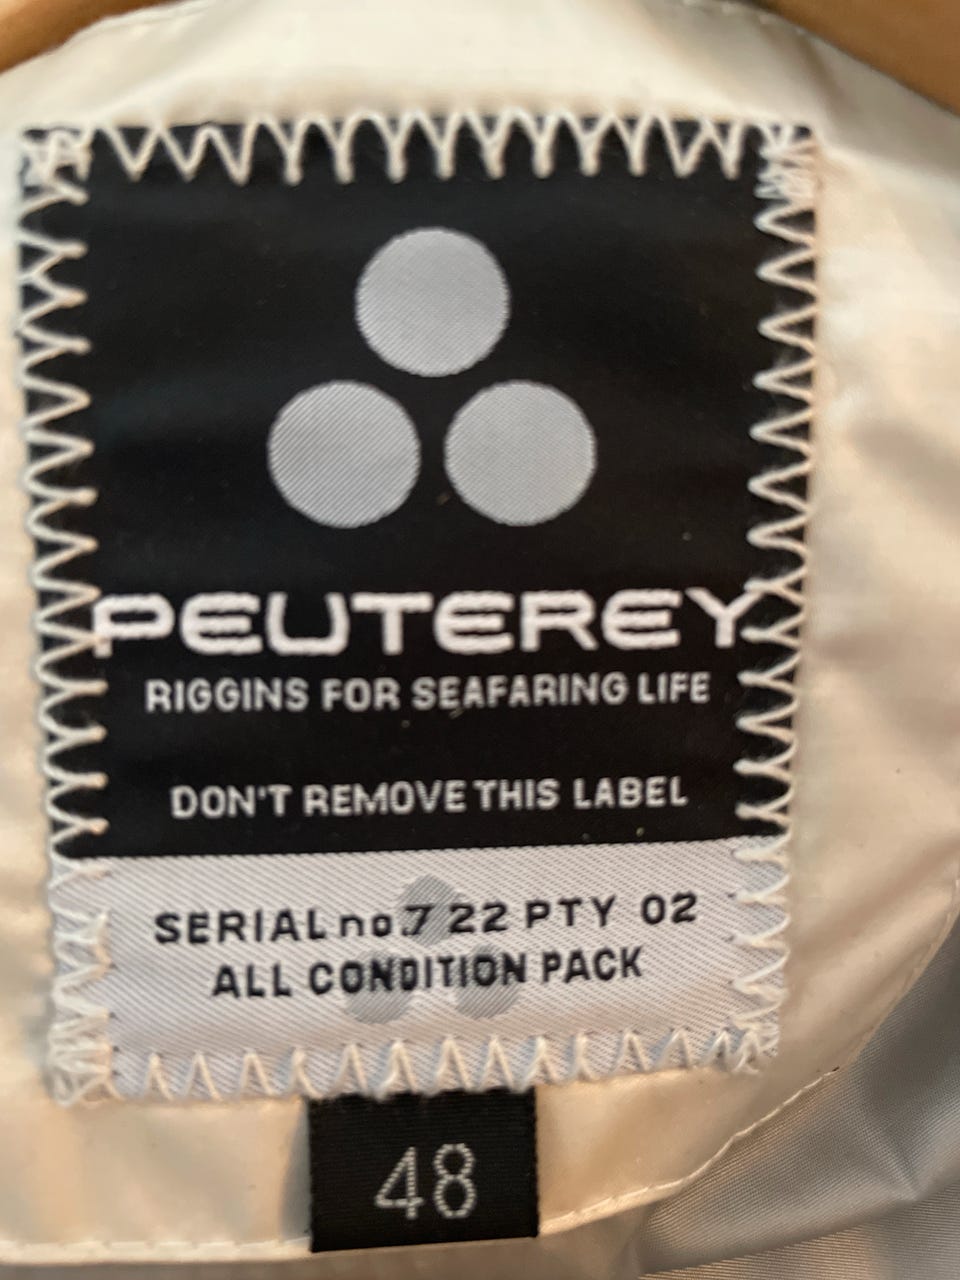 PEUTEREY
RIGGINS FOR SEAFARING LIFE
DON'T REMOVE THIS LABEL
SERIAL no.7 22 PTY 02
ALL CONDITION PACK
48